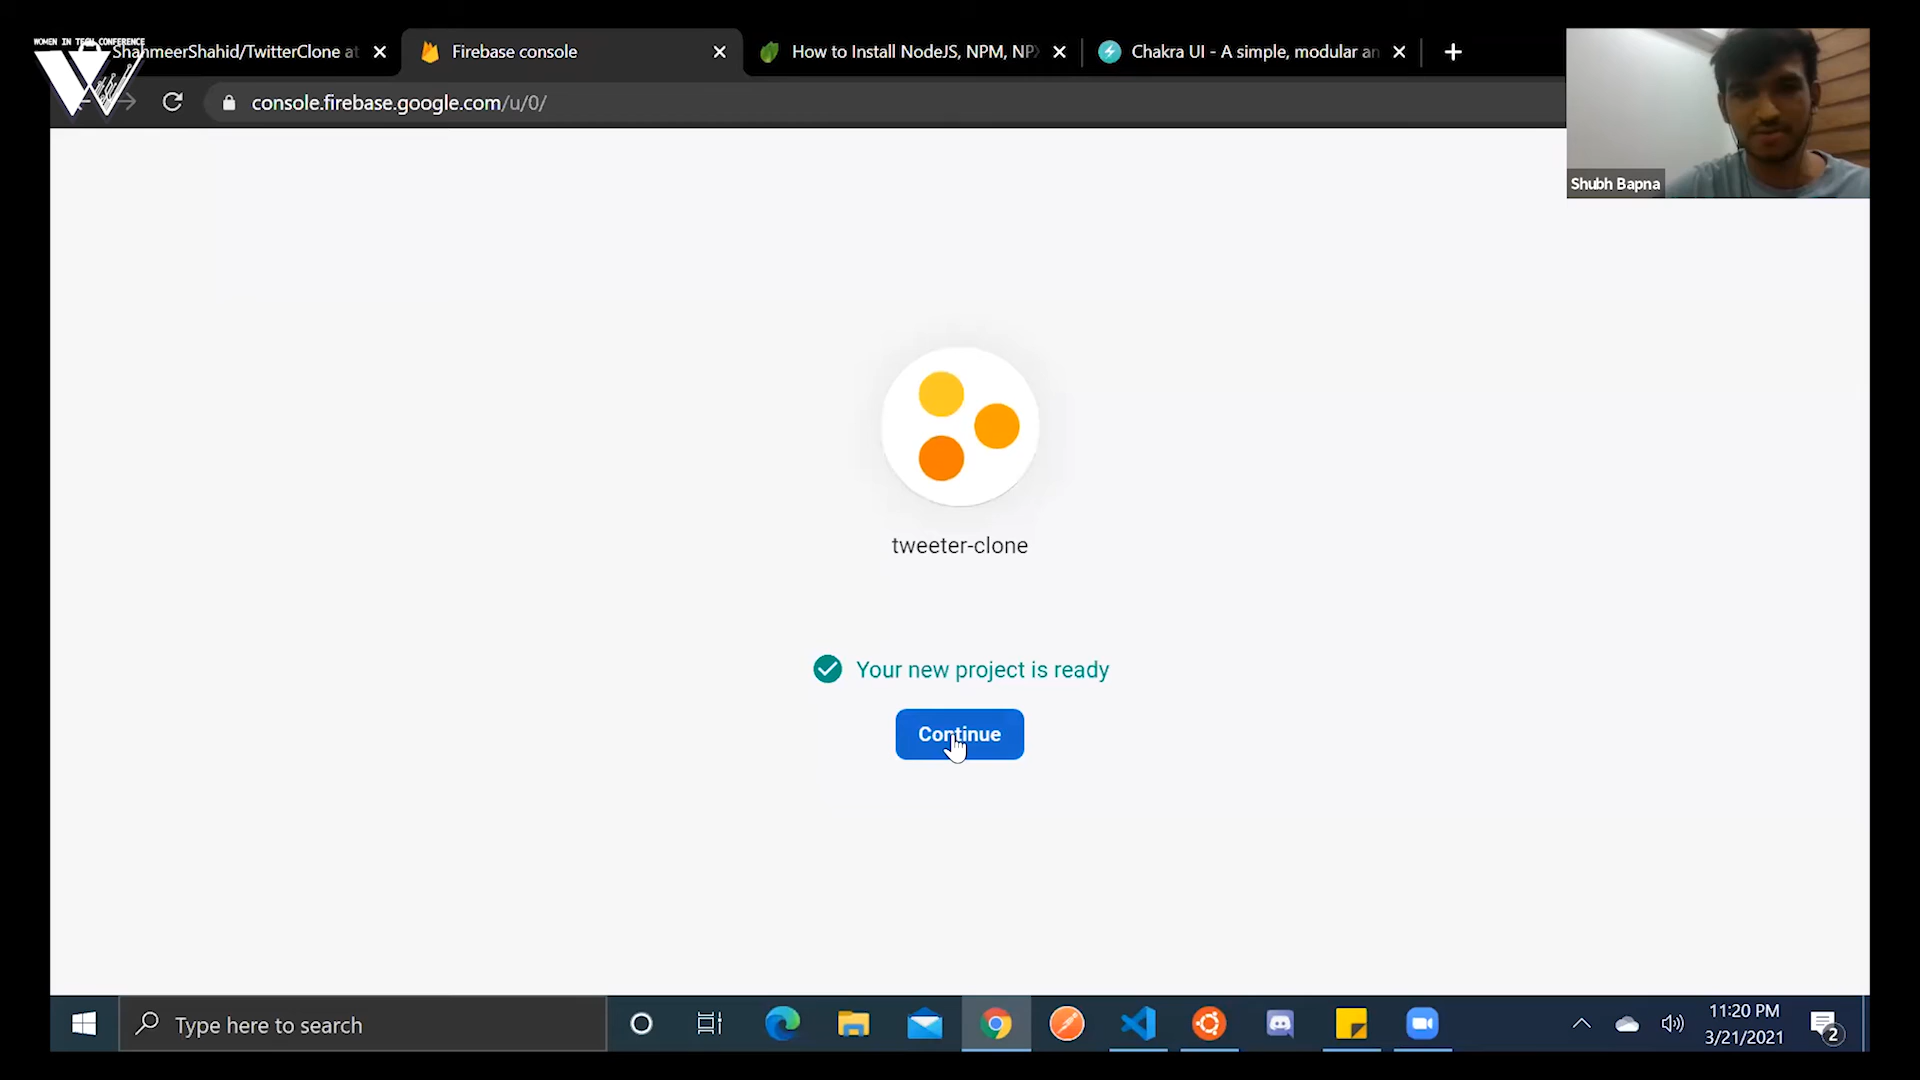 WOMEN IN TECH CONFERENCE
ShahmeerShahid/TwitterClone at
Firebase console
How to Install NodeJS, NPM, NPX
Chakra UI - A simple, modular an
console.firebase.google.com/u/0/
Shubh Bapna
tweeter-clone
Your new project is ready
Continue
Type here to search
11:20 PM
3/21/2021
2